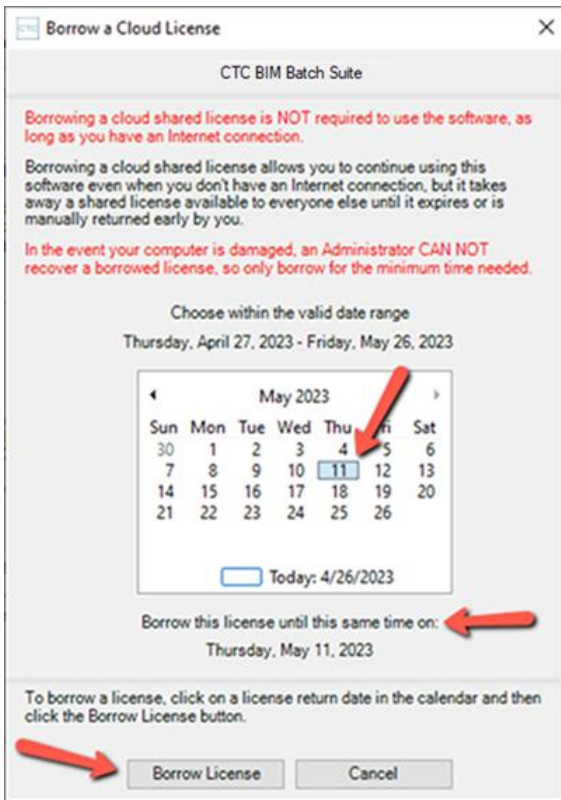 CTC Borrow a Cloud License
CTC BIM Batch Suite
Borrowing a cloud shared license is NOT required to use the software, as
long as you have an Internet connection.
Borrowing a cloud shared license allows you to continue using this
software even when you don't have an Internet connection, but it takes
away a shared license available to everyone else until it expires or is
manually returned early by you.
In the event your computer is damaged, an Administrator CAN NOT
recover a borrowed license, so only borrow for the minimum time needed.
Choose within the valid date range
Thursday, April 27, 2023 - Friday, May 26, 2023
May 2023
Sun Mon Tue Wed Thu Sat
30 1 2 3 4 5 6
7 8 9 10 11 12 13
14 15 16 17 18 19 20
21 22 23 24 25 26
Today: 4/26/2023
Borrow this license until this same time on:
Thursday, May 11, 2023
To borrow a license, click on a license return date in the calendar and then
click the Borrow License button.
Borrow License Cancel